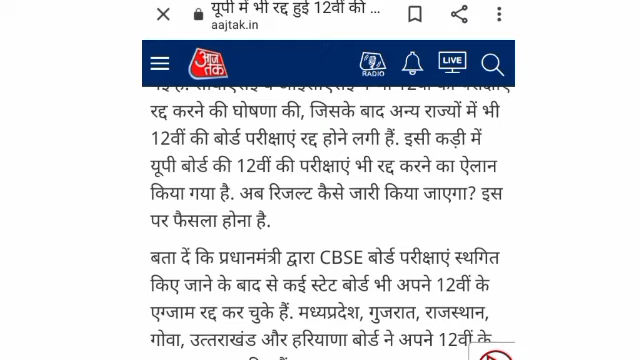 यूपी में भी रद्द हुई 12वीं की ...
aajtak.in
आज तक
RADIO
LIVE
रद्द करने की घोषणा की, जिसके बाद अन्य राज्यों में भी
12वीं की बोर्ड परीक्षाएं रद्द होने लगी हैं. इसी कड़ी में
यूपी बोर्ड की 12वीं की परीक्षाएं भी रद्द करने का ऐलान
किया गया है. अब रिजल्ट कैसे जारी किया जाएगा? इस
पर फैसला होना है.
बता दें कि प्रधानमंत्री द्वारा CBSE बोर्ड परीक्षाएं स्थगित
किए जाने के बाद से कई स्टेट बोर्ड भी अपने 12वीं के
एग्जाम रद्द कर चुके हैं. मध्यप्रदेश, गुजरात, राजस्थान,
गोवा, उत्तराखंड और हरियाणा बोर्ड ने अपने 12वीं के